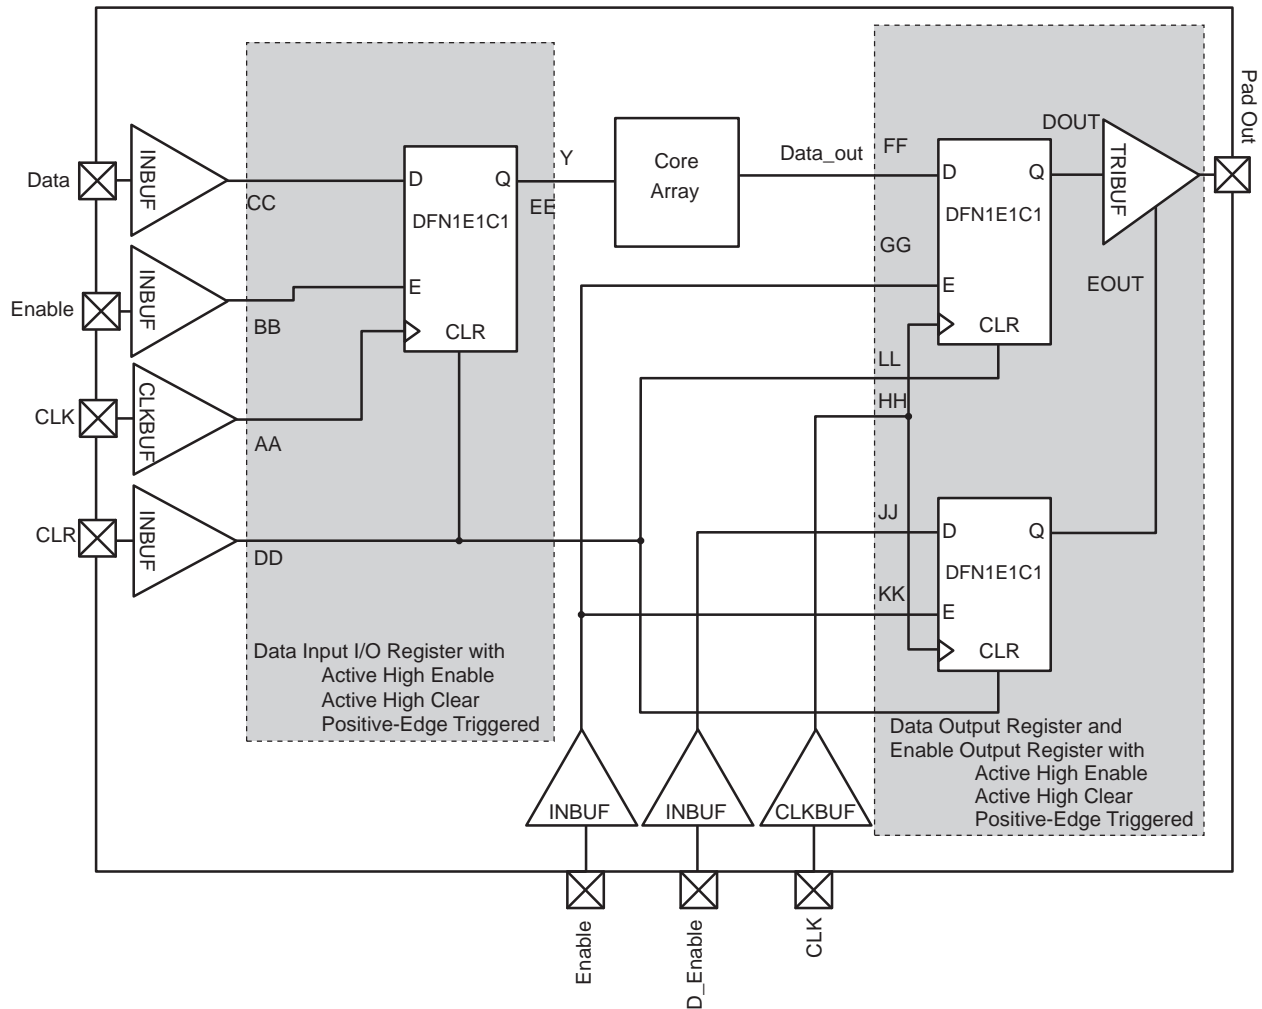 Data
INBUF
CC
Enable
INBUF
BB
CLK
CLKBUF
AA
CLR
INBUF
DD
D
Q
DFN1E1C1
E
CLR
Data Input I/O Register with
Active High Enable
Active High Clear
Positive-Edge Triggered
Y
EE
Core
Array
Data_out
FF
GG
D
Q
DFN1E1C1
E
CLR
LL
HH
DOUT
TRIBUF
Pad Out
EOUT
JJ
KK
D
Q
DFN1E1C1
E
CLR
Data Output Register and
Enable Output Register with
Active High Enable
Active High Clear
Positive-Edge Triggered
INBUF
INBUF
CLKBUF
Enable
D_Enable
CLK